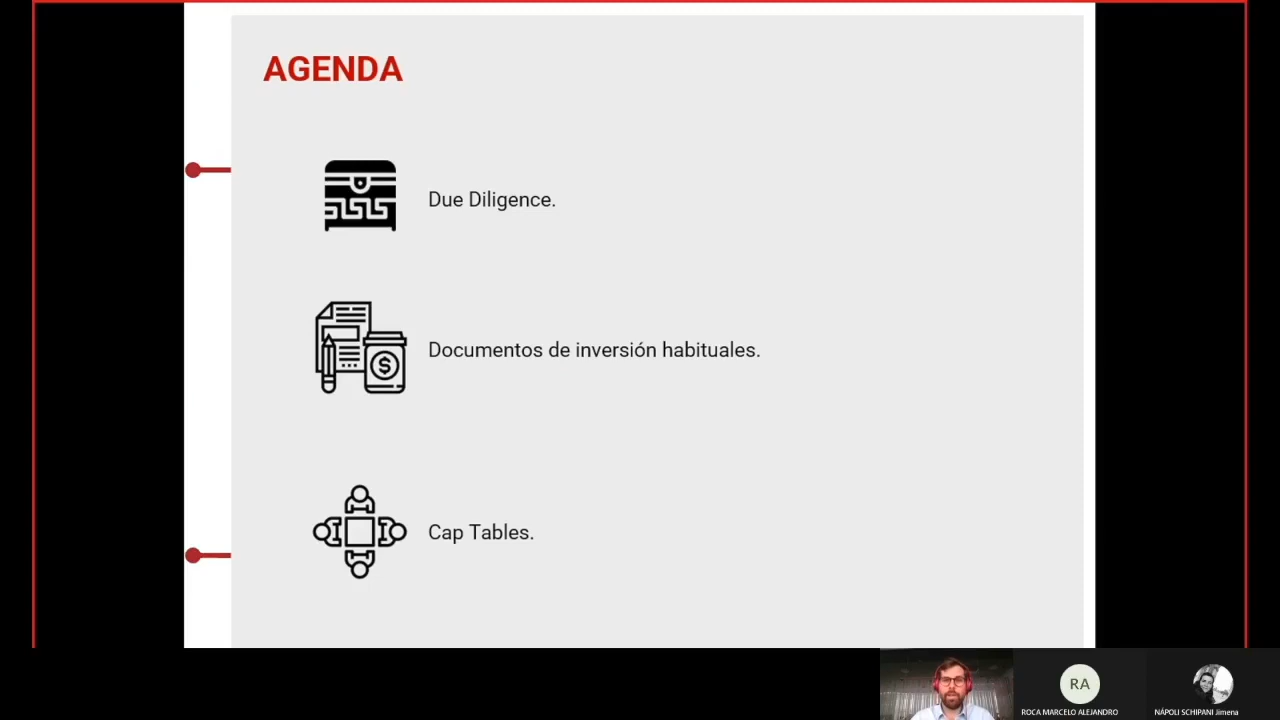 AGENDA
Due Diligence.
Documentos de inversión habituales.
$
Cap Tables.
RA
ROCA MARCELO ALEJANDRO
NÁPOLI SCHIPANI Jimena